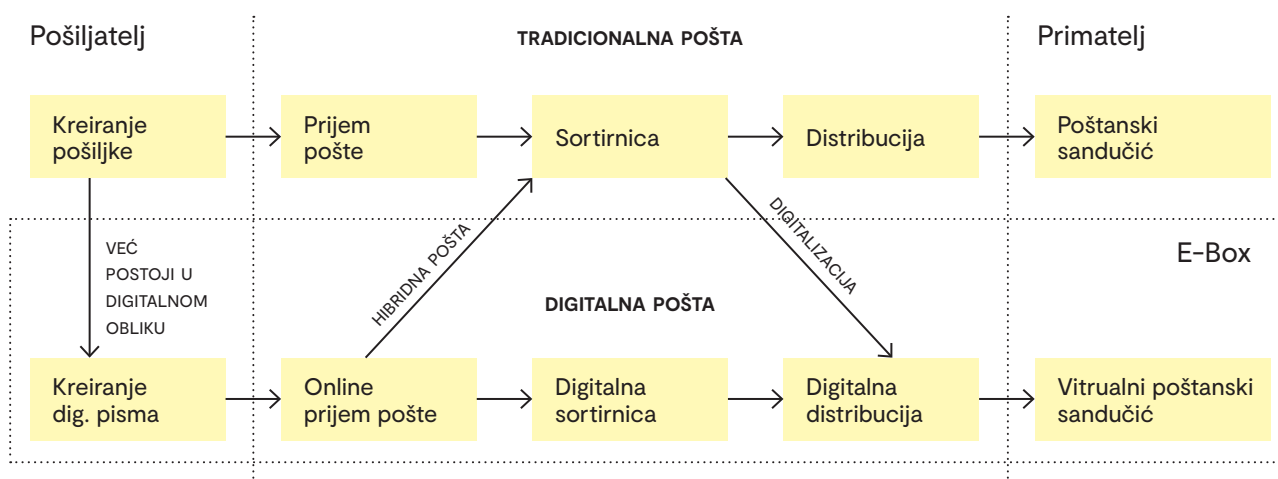 Pošiljatelj
TRADICIONALNA POŠTA
Primatelj
Kreiranje
pošiljke
Prijem
pošte
Sortirnica
Distribucija
Poštanski
sandučić
VEĆ
POSTOJI U
DIGITALNOM
OBLIKU
HIBRIDNA POŠTA
DIGITALIZACIJA
E-Box
DIGITALNA POŠTA
Kreiranje
dig. pisma
Online
prijem pošte
Digitalna
sortirnica
Digitalna
distribucija
Vitrualni poštanski
sandučić